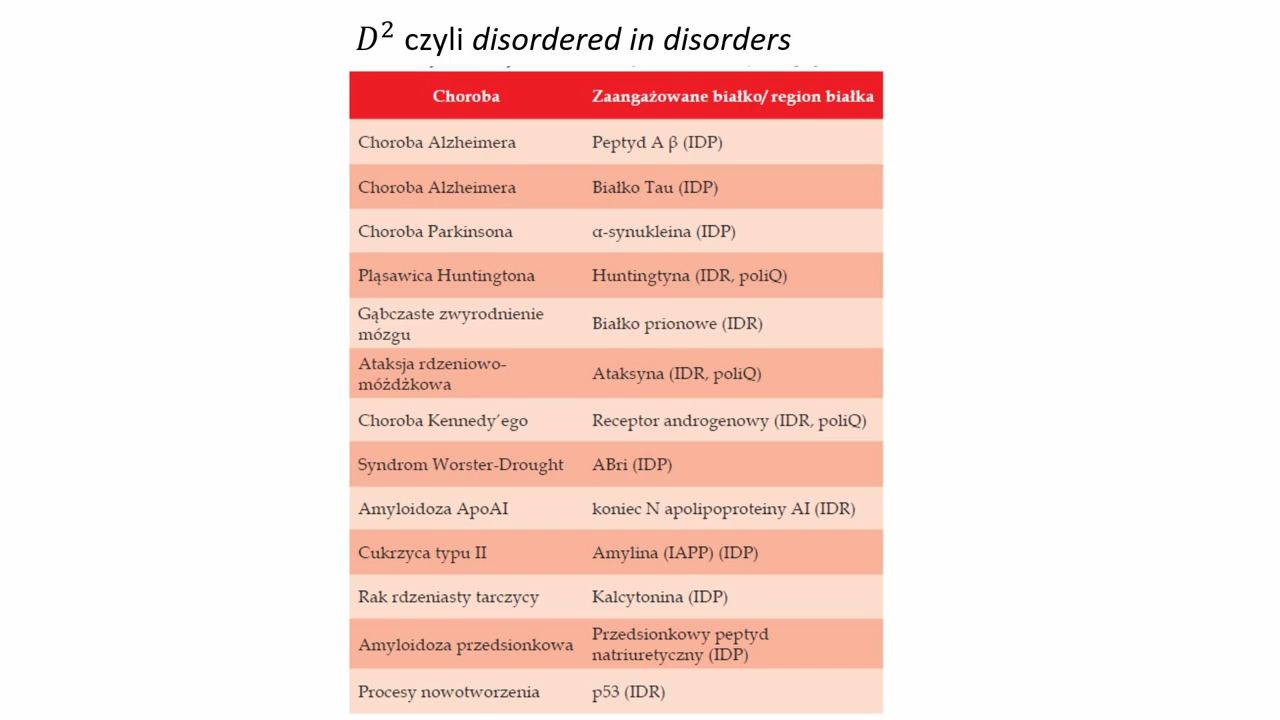 D² czyli disordered in disorders
Choroba Zaangażowane białko/ region białka
Choroba Alzheimera Peptyd A β (IDP)
Choroba Alzheimera Białko Tau (IDP)
Choroba Parkinsona α-synukleina (IDP)
Pląsawica Huntingtona Huntingtyna (IDR, poliQ)
Gąbczaste zwyrodnienie
mózgu
Białko prionowe (IDR)
Ataksja rdzeniowo-
móżdżkowa
Ataksyna (IDR, poliQ)
Choroba Kennedy’ego Receptor androgenowy (IDR, poliQ)
Syndrom Worster-Drought ABri (IDP)
Amyloidoza ApoAI koniec N apolipoproteiny AI (IDR)
Cukrzyca typu II Amylina (IAPP) (IDP)
Rak rdzeniasty tarczycy Kalcytonina (IDP)
Amyloidoza przedsionkowa
Przedsionkowy peptyd
natriuretyczny (IDP)
Procesy nowotworzenia p53 (IDR)